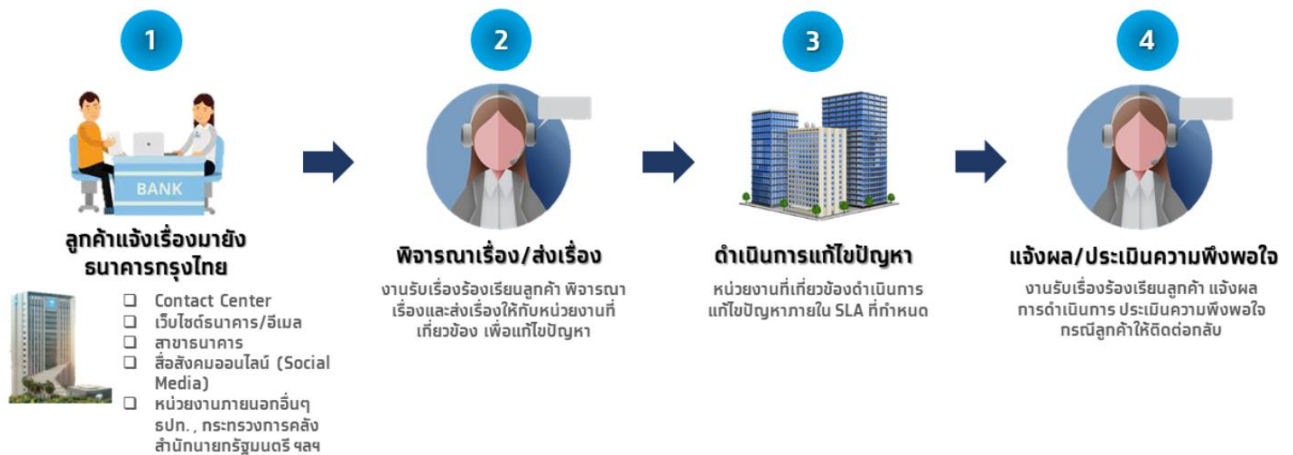 1
BANK
ลูกค้าแจ้งเรื่องมายัง
ธนาคารกรุงไทย
❑ Contact Center
❑ เว็บไซต์ธนาคาร/อีเมล
❑ สาขาธนาคาร
❑ สื่อสังคมออนไลน์ (Social
Media)
❑ หน่วยงานภายนอกอื่นๆ
ธปท. , กระทรวงการคลัง
สำนักนายกรัฐมนตรี ฯลฯ
2
พิจารณาเรื่อง/ส่งเรื่อง
งานรับเรื่องร้องเรียนลูกค้า พิจารณา
เรื่องและส่งเรื่องให้กับหน่วยงานที่
เกี่ยวข้อง เพื่อแก้ไขปัญหา
3
ดำเนินการแก้ไขปัญหา
หน่วยงานที่เกี่ยวข้องดำเนินการ
แก้ไขปัญหาภายใน SLA ที่กำหนด
4
แจ้งผล/ประเมินความพึงพอใจ
งานรับเรื่องร้องเรียนลูกค้า แจ้งผล
การดำเนินการ ประเมินความพึงพอใจ
กรณีลูกค้าให้ติดต่อกลับ